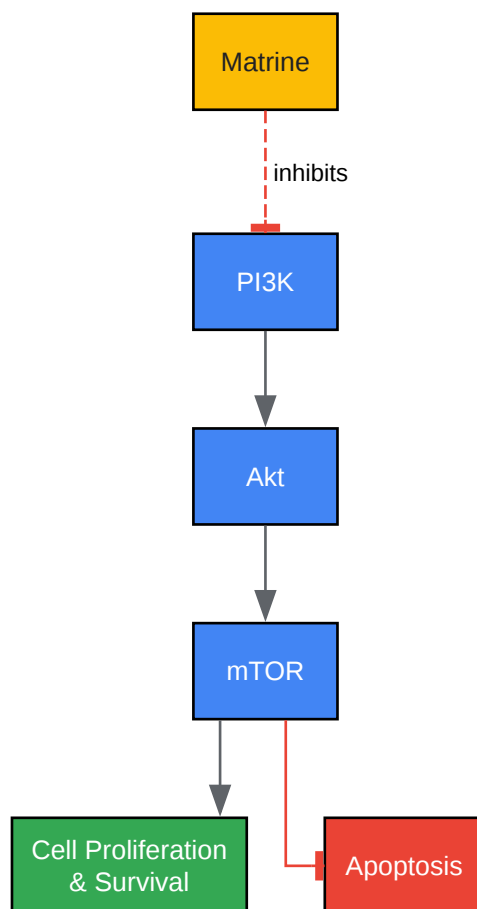 Matrine
inhibits
PI3K
Akt
mTOR
Cell Proliferation
& Survival
Apoptosis